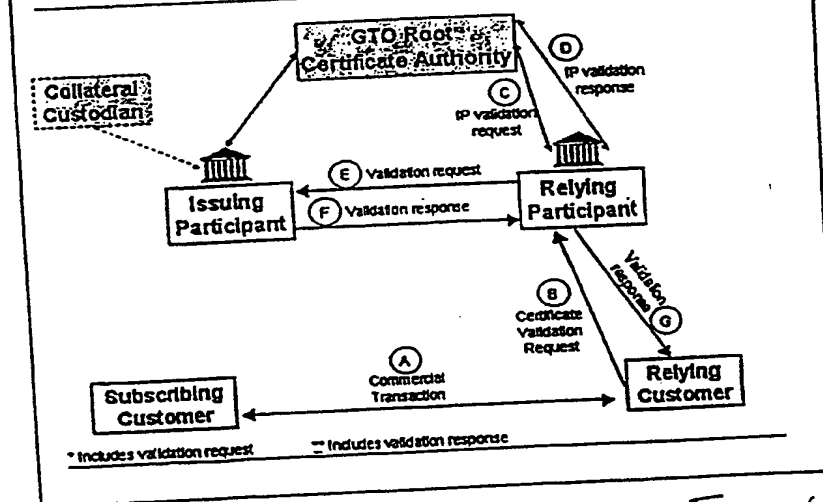 GTO Root
Certificate Authority
Collateral
Custodian
D
IP validation
response
C
IP validation
request
E Validation request
F Validation response
Issuing
Participant
Relying
Participant
Validation
response
G
B
Certificate
Validation
Request
A
Commercial
Transaction
Subscribing
Customer
Relying
Customer
* Includes validation request
** Includes validation response